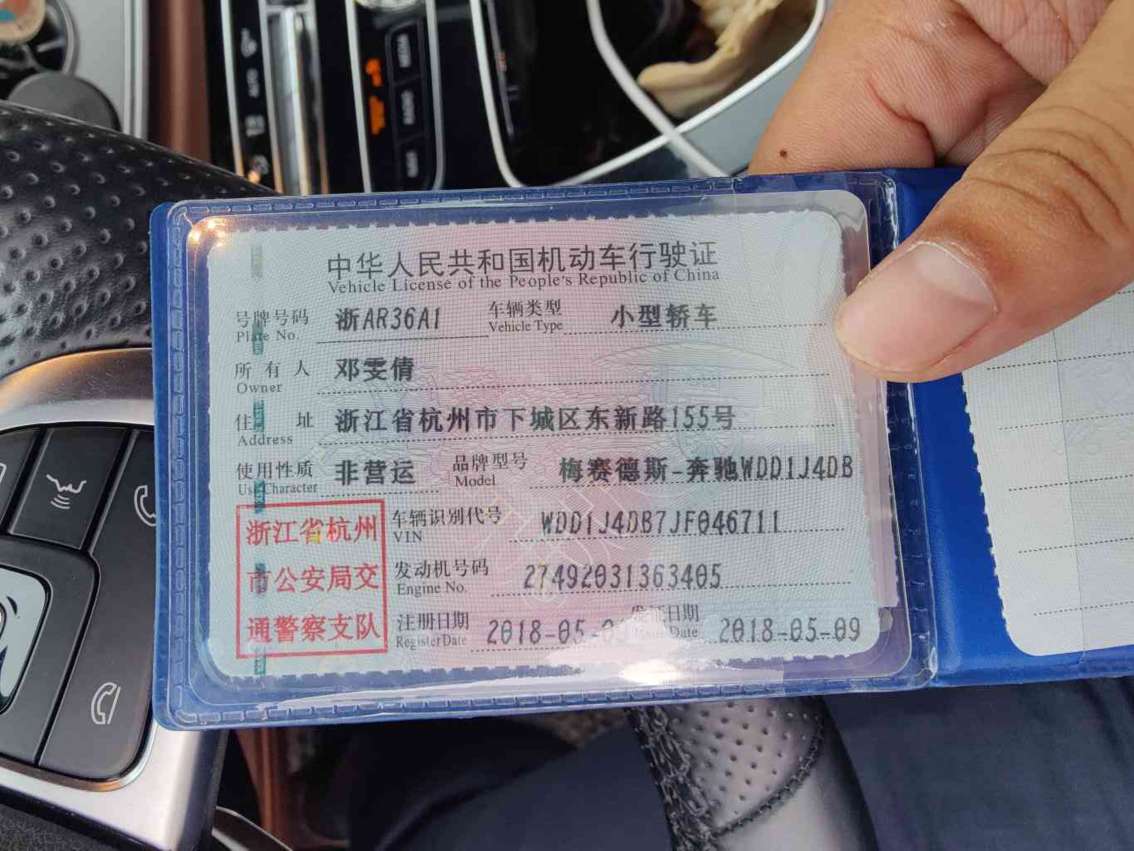 中华人民共和国机动车行驶证
Vehicle License of the People's Republic of China
号牌号码 浙AR36A1 车辆类型 小型轿车
Plate No. Vehicle Type
所有人 邓雯倩
Owner
住址 浙江省杭州市下城区东新路155号
Address
使用性质 非营运 品牌型号 梅赛德斯-奔驰WDD1J4DB
Use Character Model
浙江省杭州
市公安局交
通警察支队
车辆识别代号 WDD1J4DB7JF046711
VIN
发动机号码 27492031363405
Engine No.
注册日期 2018-05-09 发证日期 2018-05-09
Register Date Issue Date